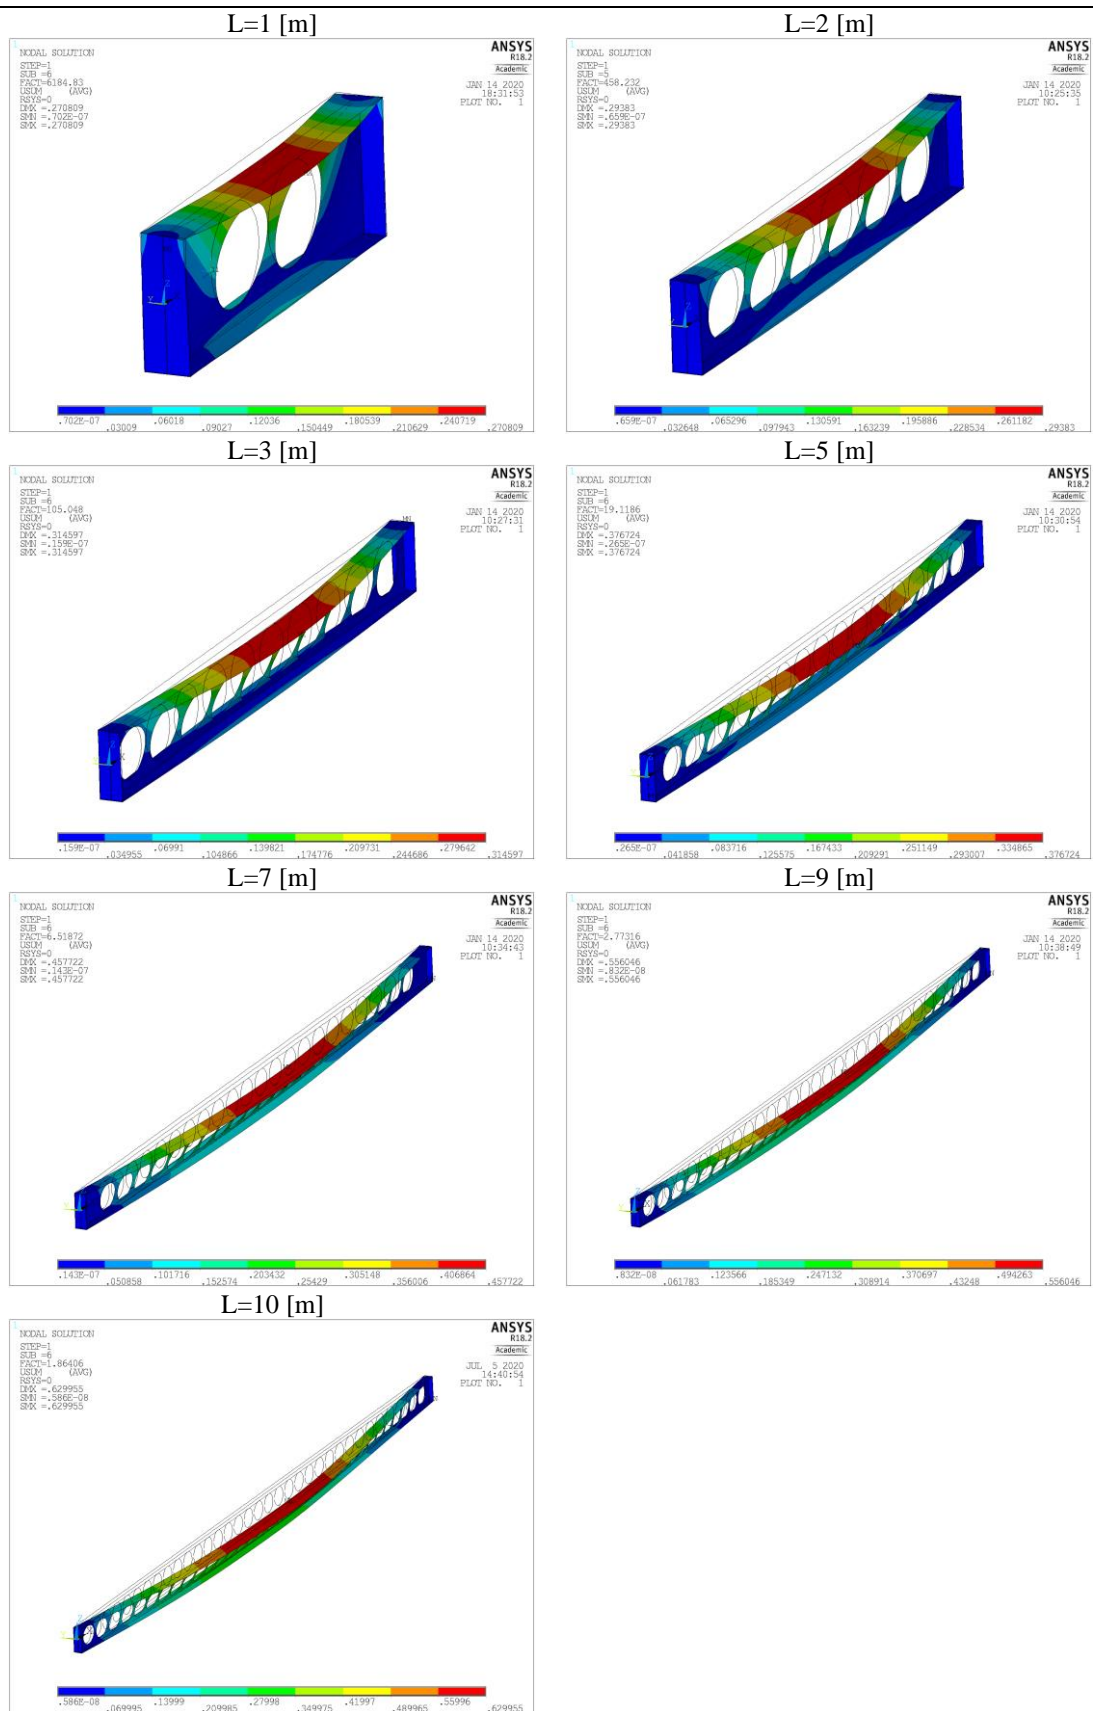 L=1 [m]
1
NODAL SOLUTION
STEP=1
SUB =6
FACT=6184.83
USUM (AVG)
RSYS=0
DMX =.270809
SMN =.702E-07
SMX =.270809
ANSYS
R18.2
Academic
JAN 14 2020
18:31:53
PLOT NO. 1
.702E-07 .03009 .06018 .09027 .12036 .150449 .180539 .210629 .240719 .270809
L=2 [m]
1
NODAL SOLUTION
STEP=1
SUB =5
FACT=458.232
USUM (AVG)
RSYS=0
DMX =.29383
SMN =.659E-07
SMX =.29383
ANSYS
R18.2
Academic
JAN 14 2020
10:25:35
PLOT NO. 1
.659E-07 .032648 .065296 .097943 .130591 .163239 .195886 .228534 .261182 .29383
L=3 [m]
1
NODAL SOLUTION
STEP=1
SUB =6
FACT=105.048
USUM (AVG)
RSYS=0
DMX =.314597
SMN =.159E-07
SMX =.314597
ANSYS
R18.2
Academic
JAN 14 2020
10:27:31
PLOT NO. 1
.159E-07 .034955 .06991 .104866 .139821 .174776 .209731 .244686 .279642 .314597
L=5 [m]
1
NODAL SOLUTION
STEP=1
SUB =6
FACT=19.1186
USUM (AVG)
RSYS=0
DMX =.376724
SMN =.265E-07
SMX =.376724
ANSYS
R18.2
Academic
JAN 14 2020
10:30:54
PLOT NO. 1
.265E-07 .041858 .083716 .125575 .167433 .209291 .251149 .293007 .334865 .376724
L=7 [m]
1
NODAL SOLUTION
STEP=1
SUB =6
FACT=6.51872
USUM (AVG)
RSYS=0
DMX =.457722
SMN =.143E-07
SMX =.457722
ANSYS
R18.2
Academic
JAN 14 2020
10:34:43
PLOT NO. 1
.143E-07 .050858 .101716 .152574 .203432 .25429 .305148 .356006 .406864 .457722
L=9 [m]
1
NODAL SOLUTION
STEP=1
SUB =6
FACT=2.77316
USUM (AVG)
RSYS=0
DMX =.556046
SMN =.832E-08
SMX =.556046
ANSYS
R18.2
Academic
JAN 14 2020
10:38:49
PLOT NO. 1
.832E-08 .061783 .123566 .185349 .247132 .308914 .370697 .43248 .494263 .556046
L=10 [m]
1
NODAL SOLUTION
STEP=1
SUB =6
FACT=1.86406
USUM (AVG)
RSYS=0
DMX =.629955
SMN =.586E-08
SMX =.629955
ANSYS
R18.2
Academic
JUL 5 2020
14:40:54
PLOT NO. 1
.586E-08 .069995 .13999 .209985 .27998 .349975 .41997 .489965 .55996 .629955